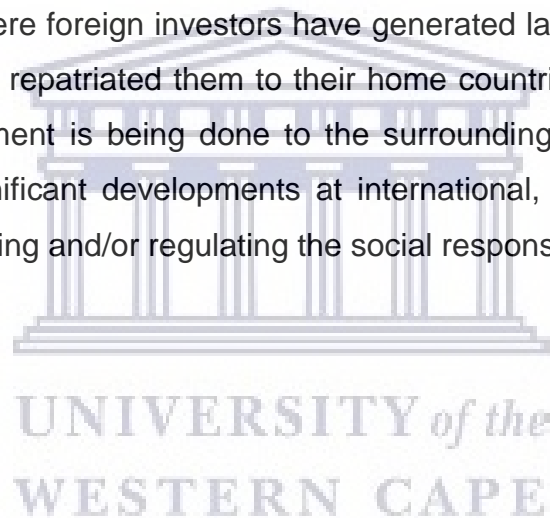 ere foreign investors have generated la
repatriated them to their home countri
ment is being done to the surrounding
nificant developments at international,
ing and/or regulating the social respons
UNIVERSITY of the
WESTERN CAPE